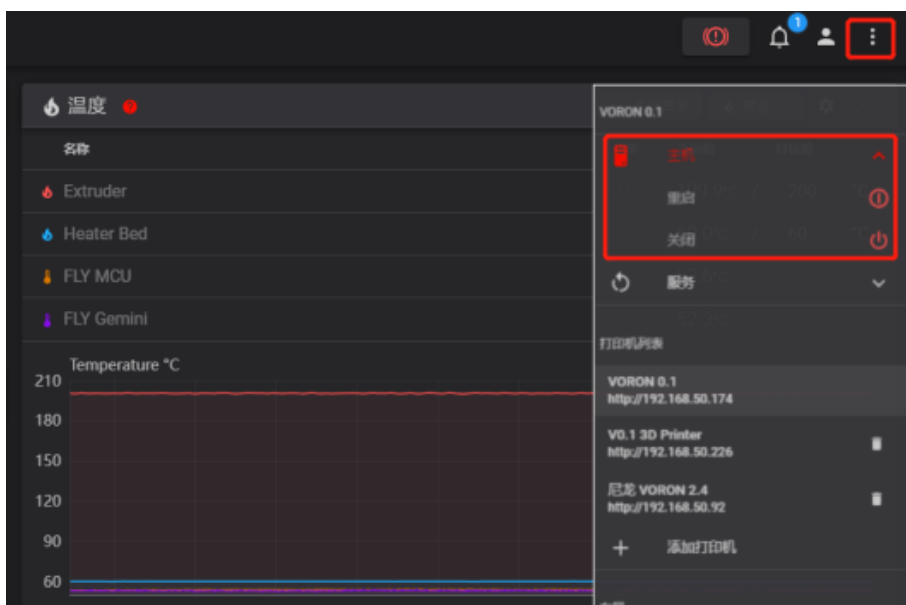 1
温度
名称
Extruder
Heater Bed
FLY MCU
FLY Gemini
Temperature °C
210
180
150
120
90
60
VORON 0.1
主机
重启
关闭
服务
打印机列表
VORON 0.1
http://192.168.50.174
V0.1 3D Printer
http://192.168.50.226
尼龙 VORON 2.4
http://192.168.50.92
添加打印机